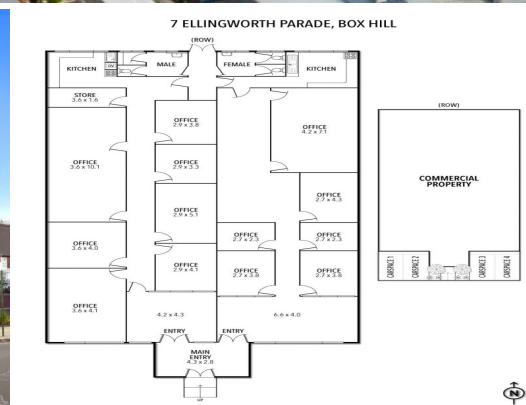 7 ELLINGWORTH PARADE, BOX HILL
(ROW)
KITCHEN
MALE
FEMALE
KITCHEN
STORE
3.6 x 1.6
OFFICE
2.9 x 3.8
OFFICE
4.2 x 7.1
OFFICE
3.6 x 10.1
OFFICE
2.9 x 3.3
OFFICE
2.9 x 5.1
OFFICE
2.7 x 4.3
OFFICE
3.6 x 4.0
OFFICE
2.7 x 2.3
OFFICE
2.7 x 2.3
OFFICE
2.9 x 4.1
OFFICE
2.7 x 3.8
OFFICE
2.7 x 3.8
OFFICE
3.6 x 4.1
4.2 x 4.3
6.6 x 4.0
ENTRY
ENTRY
MAIN
ENTRY
4.3 x 2.8
UP
(ROW)
COMMERCIAL
PROPERTY
CARSPACE 1
CARSPACE 2
CARSPACE 3
CARSPACE 4
N